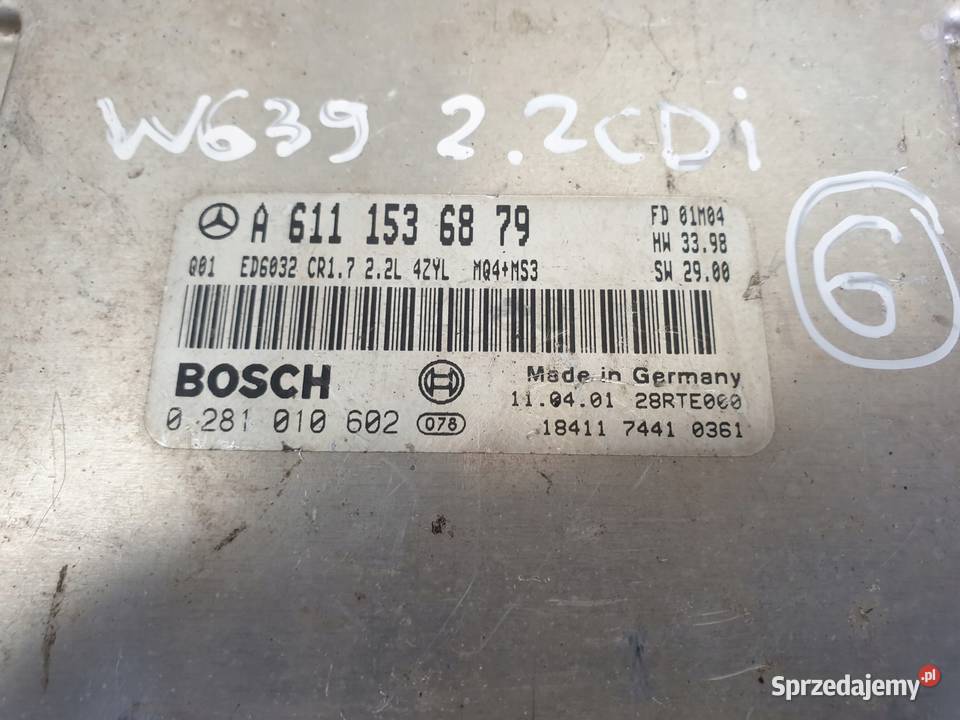 W639 2.2CDi
6
A 611 153 68 79
FD 01M04
HW 33.98
SW 29.00
Q01 ED6032 CR1.7 2.2L 4ZYL MQ4+MS3
BOSCH
Made in Germany
11.04.01 28RTE000
0 281 010 602 078
18411 7441 0361
Sprzedajemy.pl